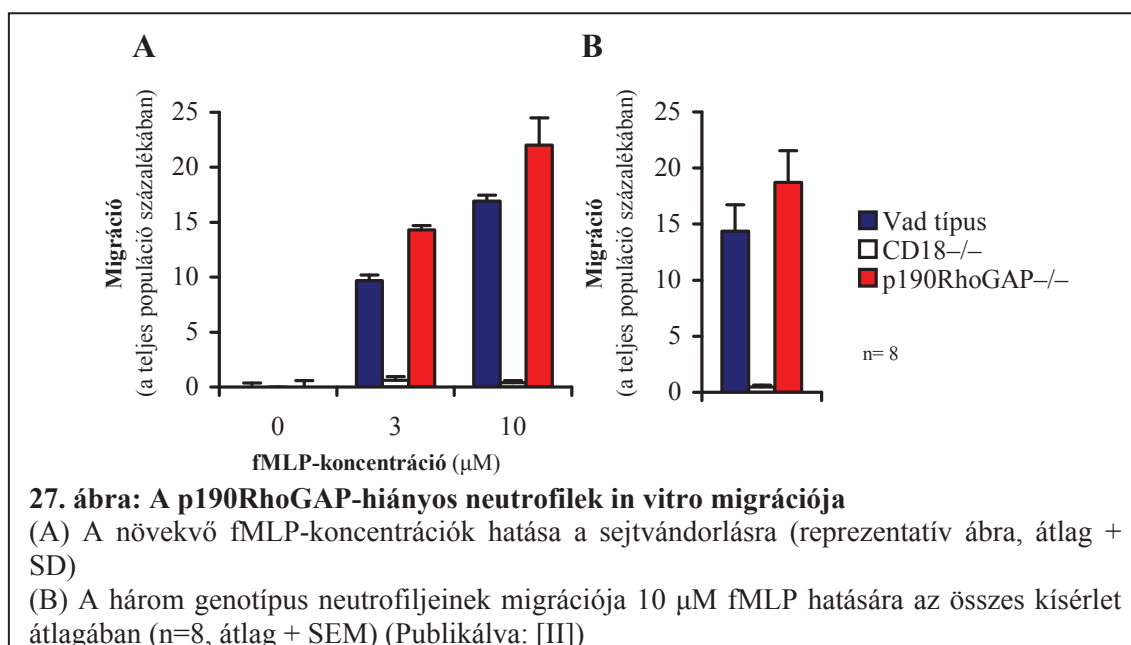 A
B
Migráció
(a teljes populáció százalékában)
25
20
15
10
5
0
0
3
10
fMLP-koncentráció (μM)
Migráció
(a teljes populáció százalékában)
25
20
15
10
5
0
Vad típus
CD18–/–
p190RhoGAP–/–
n= 8
27. ábra: A p190RhoGAP-hiányos neutrofilek in vitro migrációja
(A) A növekvő fMLP-koncentrációk hatása a sejtvándorlásra (reprezentatív ábra, átlag +
SD)
(B) A három genotípus neutrofiljeinek migrációja 10 μM fMLP hatására az összes kísérlet
átlagában (n=8, átlag + SEM) (Publikálva: [II])